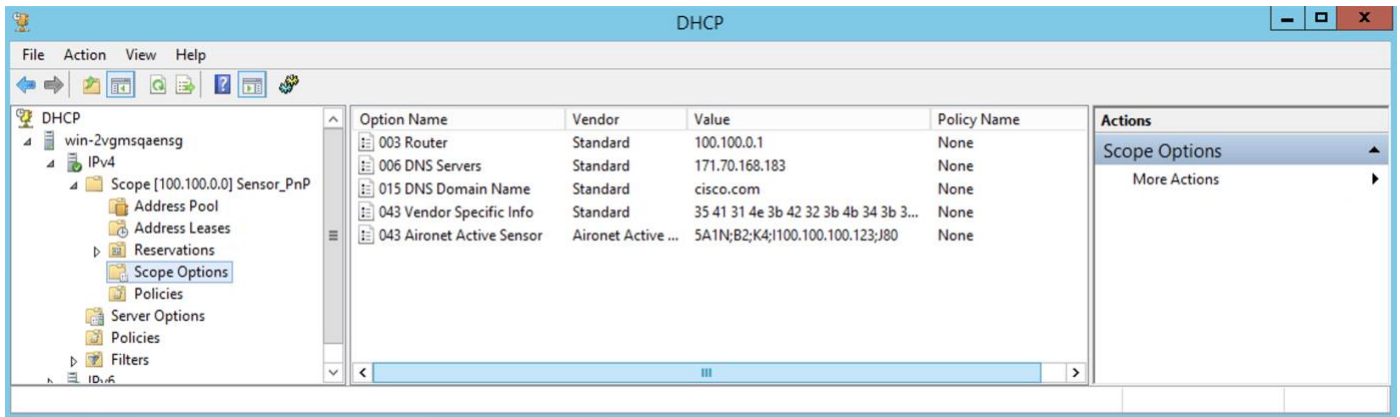 DHCP
File Action View Help
DHCP
win-2vgmsqaensg
IPv4
Scope [100.100.0.0] Sensor_PnP
Address Pool
Address Leases
Reservations
Scope Options
Policies
Server Options
Policies
Filters
IPv6
Option Name Vendor Value Policy Name
003 Router Standard 100.100.0.1 None
006 DNS Servers Standard 171.70.168.183 None
015 DNS Domain Name Standard cisco.com None
043 Vendor Specific Info Standard 35 41 31 4e 3b 42 32 3b 4b 34 3b 3... None
043 Aironet Active Sensor Aironet Active ... 5A1N;B2;K4;I100.100.100.123;J80 None
Actions
Scope Options
More Actions